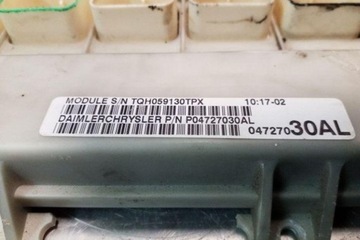 MODULE S/N TQH059130TPX 10:17-02
DAIMLERCHRYSLER P/N P04727030AL
04727030AL